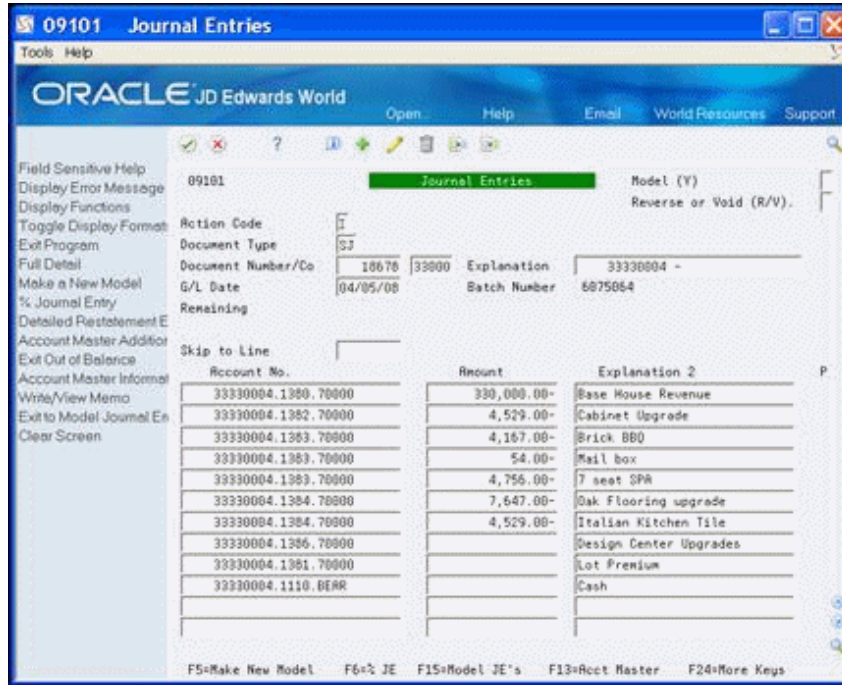 09101 Journal Entries
Tools Help
ORACLE JD Edwards World
Open.. Help Email World Resources Support
?
Field Sensitive Help
Display Error Message
Display Functions
Toggle Display Format
Exit Program
Full Detail
Make a New Model
% Journal Entry
Detailed Restatement E
Account Master Addition
Exit Out of Balance
Account Master Informat
Write/View Memo
Exit to Model Journal En
Clear Screen
09101 Journal Entries Model (Y)
Reverse or Void (R/V).
Action Code I
Document Type SJ
Document Number/Co 18678 33000 Explanation 33330004 -
G/L Date 04/05/08 Batch Number 6075064
Remaining
Skip to Line
Account No. Amount Explanation 2 P
33330004.1380.70000 330,000.00- Base House Revenue
33330004.1382.70000 4,529.00- Cabinet Upgrade
33330004.1383.70000 4,167.00- Brick BBQ
33330004.1383.70000 54.00- Mail box
33330004.1383.70000 4,756.00- 7 seat SPA
33330004.1384.70000 7,647.00- Oak Flooring upgrade
33330004.1384.70000 4,529.00- Italian Kitchen Tile
33330004.1386.70000 Design Center Upgrades
33330004.1381.70000 Lot Premium
33330004.1110.BEAR Cash
F5=Make New Model F6=% JE F15=Model JE's F13=Acct Master F24=More Keys